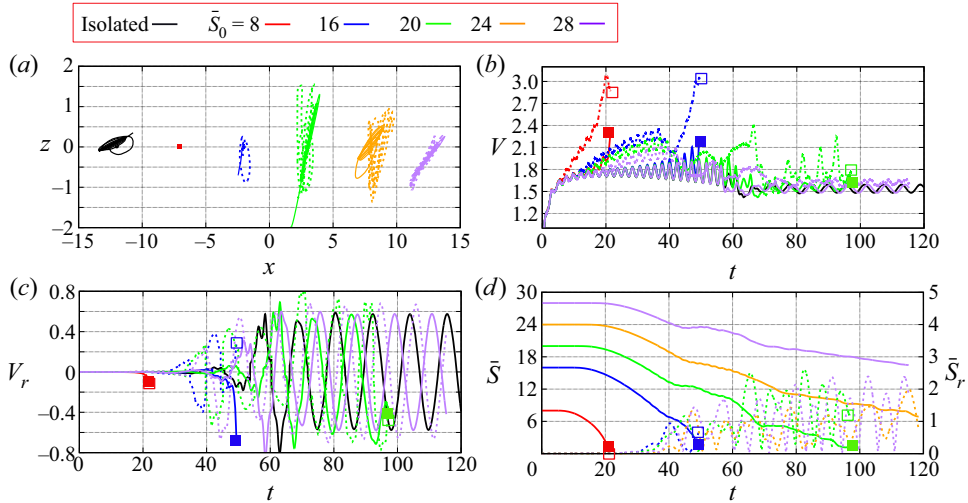 Isolated S̄₀ = 8 16 20 24 28
(a) (b)
2
1
z 0
−1
−2
−15 −10 −5 0 5 10 15
x
3.0
2.7
2.4
V 2.1
1.8
1.5
1.2
0 20 40 60 80 100 120
t
(c) (d)
0.8
0.4
V_r 0
−0.4
−0.8
0 20 40 60 80 100 120
t
30 5
24 4
S̄ 18 3 S̄_r
12 2
6 1
0
0 20 40 60 80 100 120
t